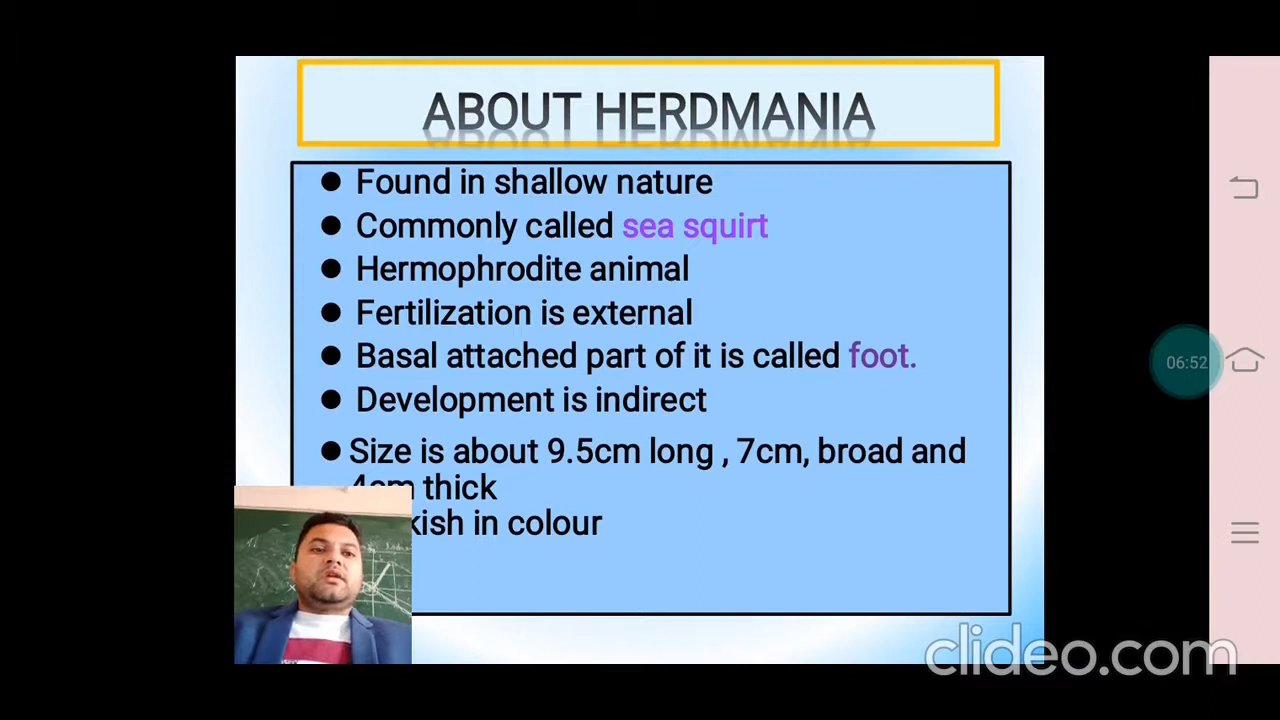 ABOUT HERDMANIA
● Found in shallow nature
● Commonly called sea squirt
● Hermophrodite animal
● Fertilization is external
● Basal attached part of it is called foot.
● Development is indirect
● Size is about 9.5cm long , 7cm, broad and
4cm thick
in colour
06:52
clideo.com